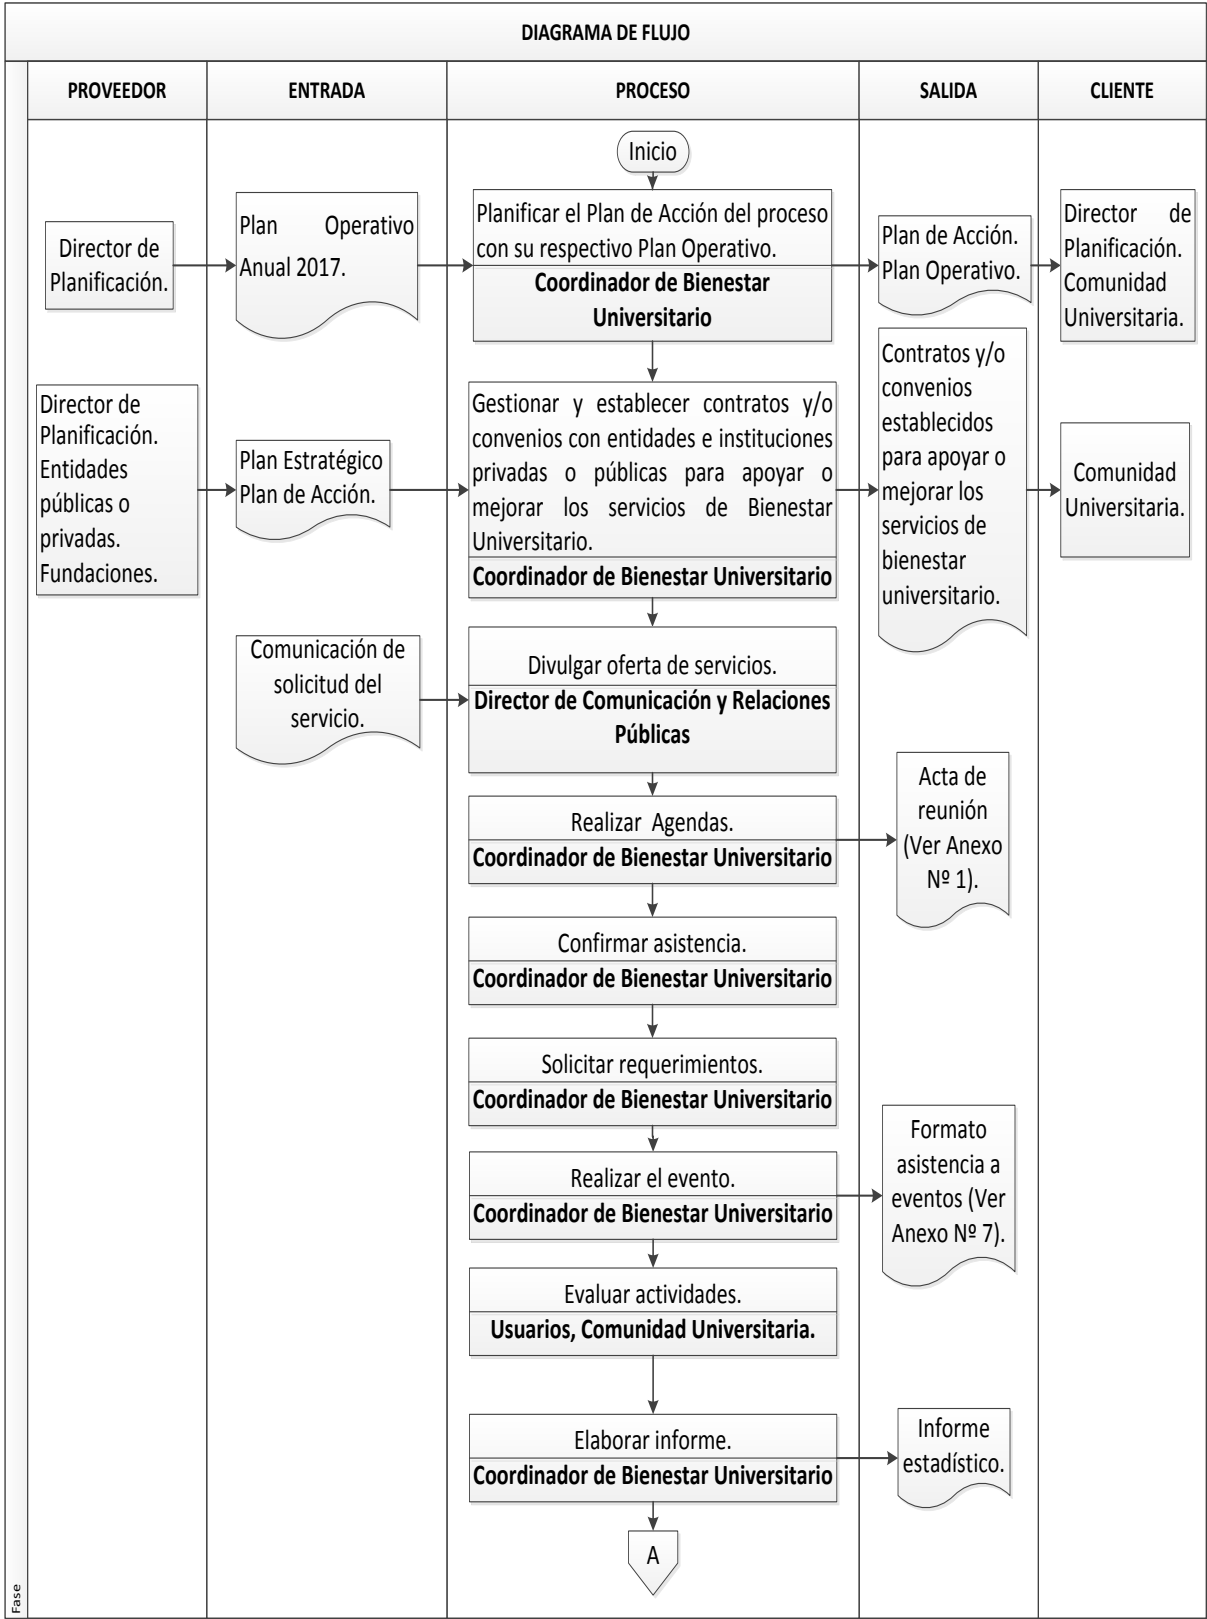 DIAGRAMA DE FLUJO
PROVEEDOR
ENTRADA
PROCESO
SALIDA
CLIENTE
Inicio
Director de
Planificación.
Plan Operativo
Anual 2017.
Planificar el Plan de Acción del proceso
con su respectivo Plan Operativo.
Coordinador de Bienestar
Universitario
Plan de Acción.
Plan Operativo.
Director de
Planificación.
Comunidad
Universitaria.
Director de
Planificación.
Entidades
públicas o
privadas.
Fundaciones.
Plan Estratégico
Plan de Acción.
Gestionar y establecer contratos y/o
convenios con entidades e instituciones
privadas o públicas para apoyar o
mejorar los servicios de Bienestar
Universitario.
Coordinador de Bienestar Universitario
Contratos y/o
convenios
establecidos
para apoyar o
mejorar los
servicios de
bienestar
universitario.
Comunidad
Universitaria.
Comunicación de
solicitud del
servicio.
Divulgar oferta de servicios.
Director de Comunicación y Relaciones
Públicas
Realizar Agendas.
Coordinador de Bienestar Universitario
Acta de
reunión
(Ver Anexo
Nº 1).
Confirmar asistencia.
Coordinador de Bienestar Universitario
Solicitar requerimientos.
Coordinador de Bienestar Universitario
Realizar el evento.
Coordinador de Bienestar Universitario
Formato
asistencia a
eventos (Ver
Anexo Nº 7).
Evaluar actividades.
Usuarios, Comunidad Universitaria.
Elaborar informe.
Coordinador de Bienestar Universitario
Informe
estadístico.
A
Fase